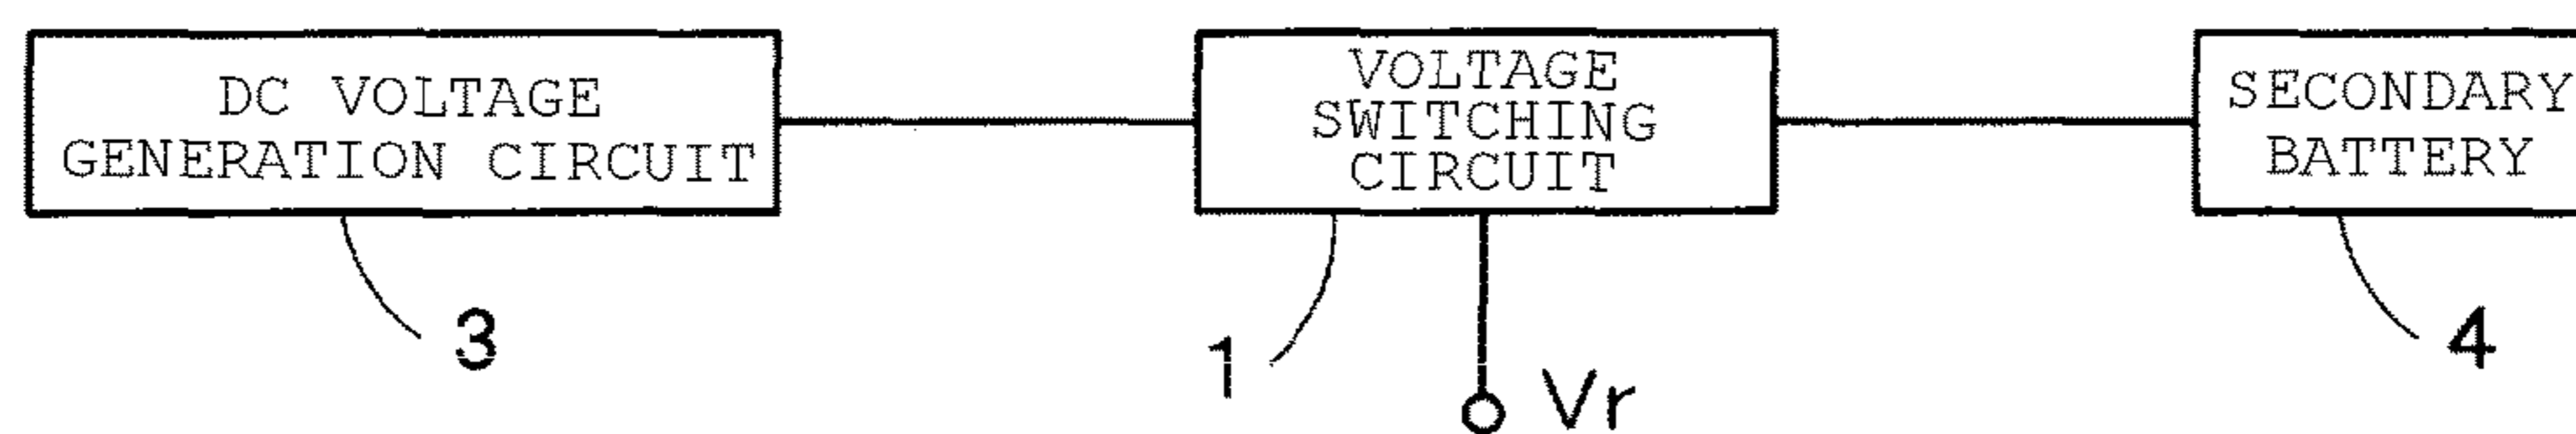 DC VOLTAGE
GENERATION CIRCUIT
VOLTAGE
SWITCHING
CIRCUIT
SECONDARY
BATTERY
3
1
Vr
4